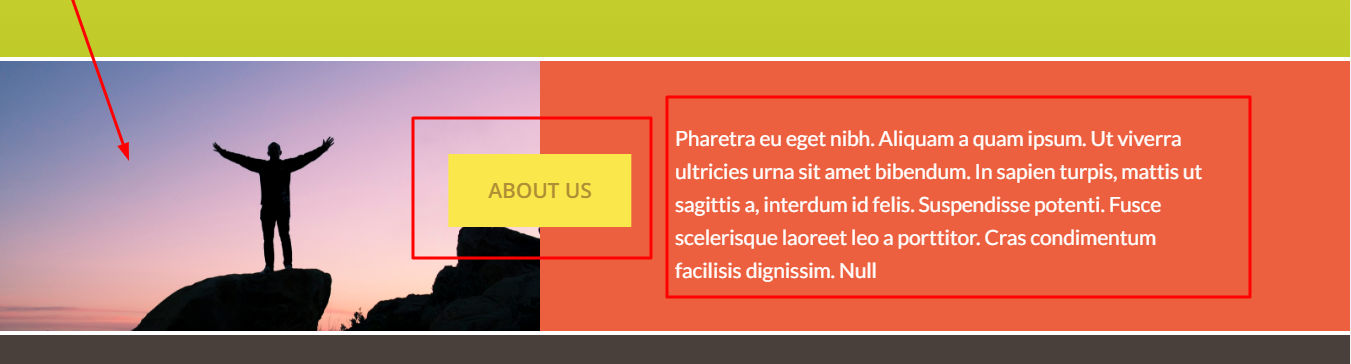 ABOUT US
Pharetra eu eget nibh. Aliquam a quam ipsum. Ut viverra
ultricies urna sit amet bibendum. In sapien turpis, mattis ut
sagittis a, interdum id felis. Suspendisse potenti. Fusce
scelerisque laoreet leo a porttitor. Cras condimentum
facilisis dignissim. Null